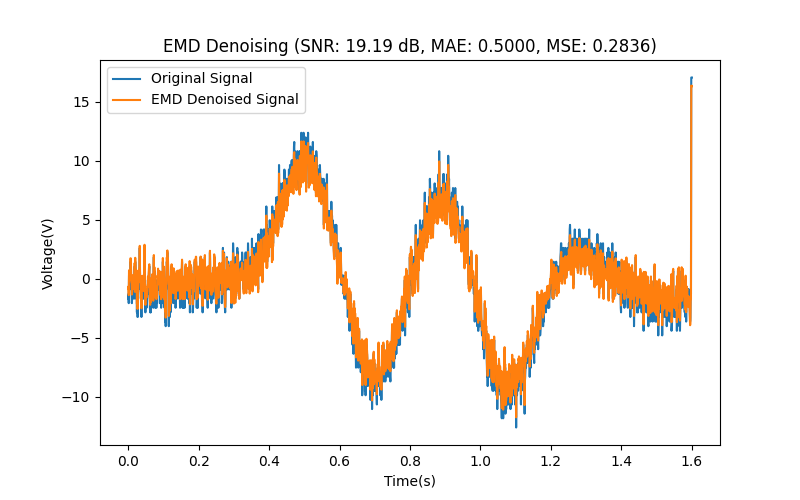 EMD Denoising (SNR: 19.19 dB, MAE: 0.5000, MSE: 0.2836)
Original Signal
EMD Denoised Signal
15
10
5
0
−5
−10
Voltage(V)
0.0 0.2 0.4 0.6 0.8 1.0 1.2 1.4 1.6
Time(s)